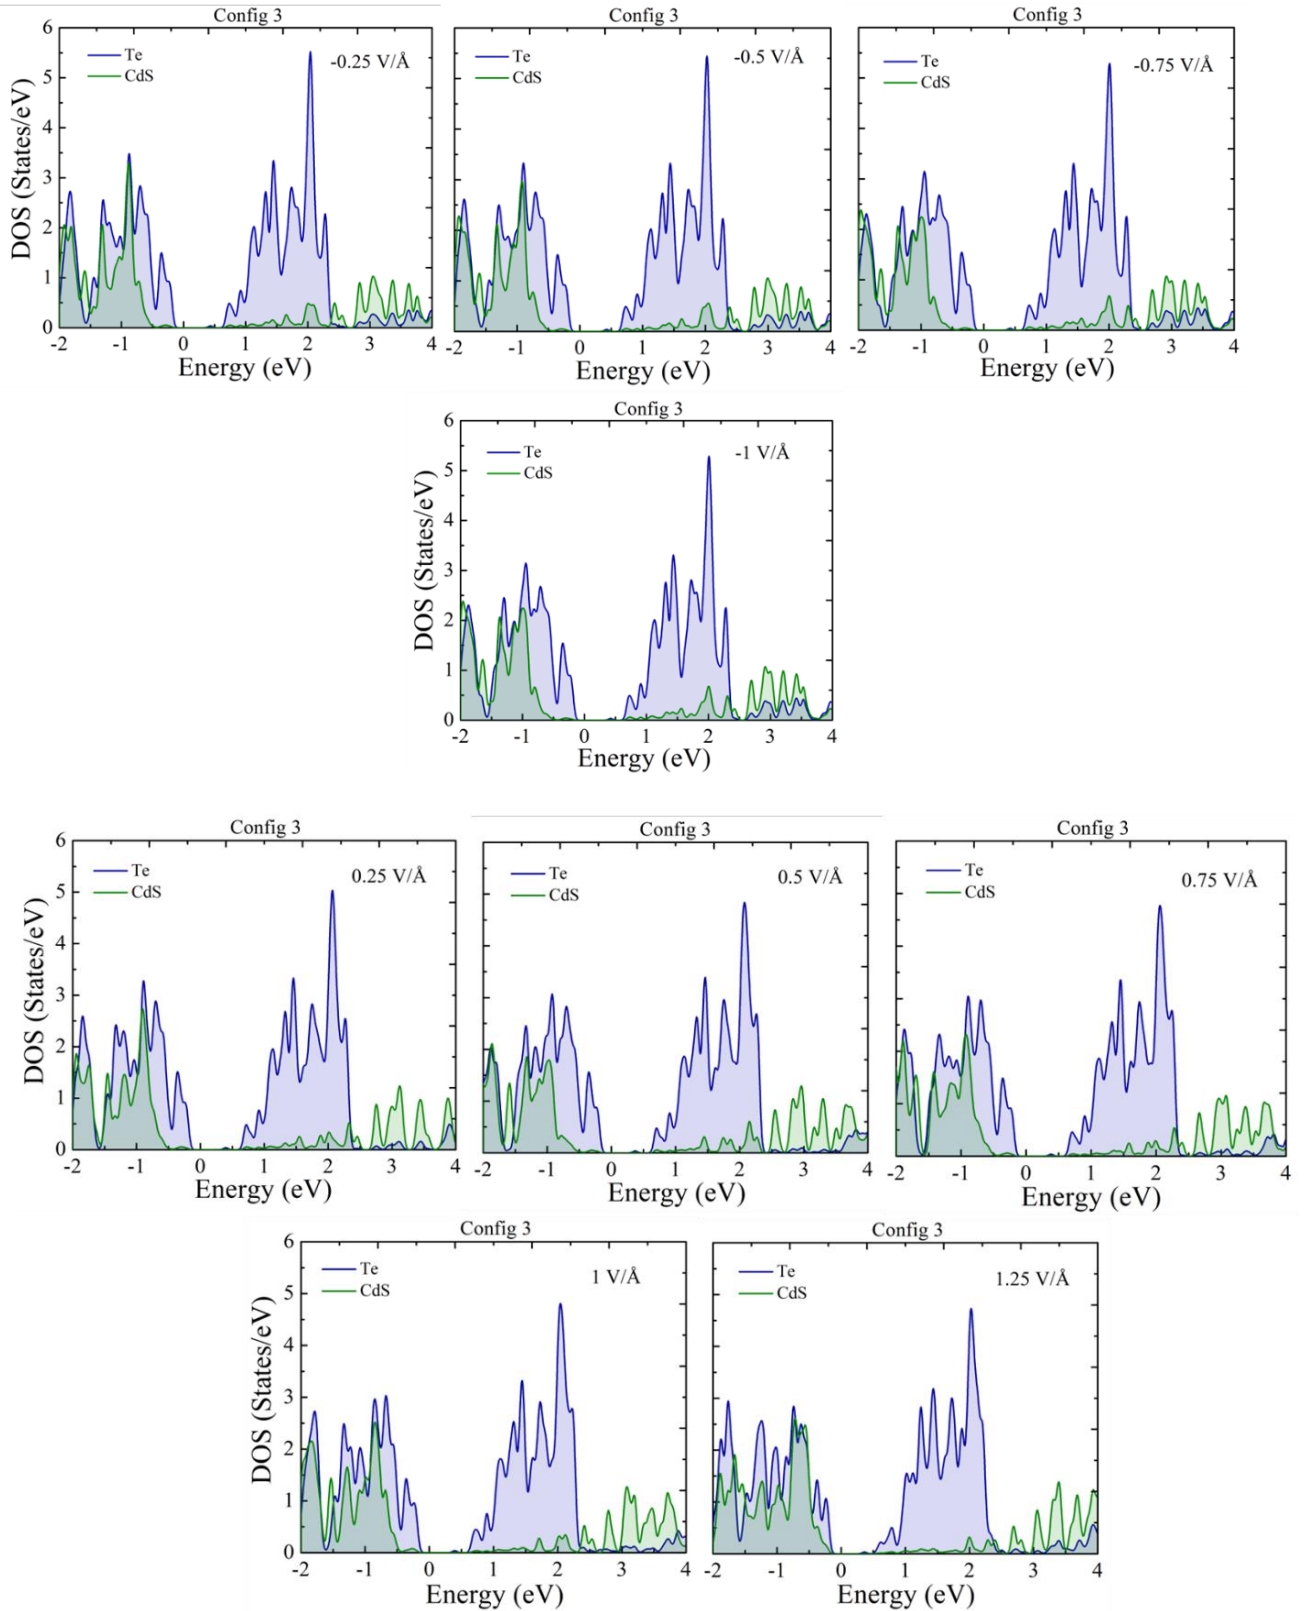 Config 3
Te
CdS
-0.25 V/Å
6
5
4
3
2
1
0
DOS (States/eV)
-2 -1 0 1 2 3 4
Energy (eV)
Config 3
Te
CdS
-0.5 V/Å
-2 -1 0 1 2 3 4
Energy (eV)
Config 3
Te
CdS
-0.75 V/Å
-2 -1 0 1 2 3 4
Energy (eV)
Config 3
Te
CdS
-1 V/Å
6
5
4
3
2
1
0
DOS (States/eV)
-2 -1 0 1 2 3 4
Energy (eV)
Config 3
Te
CdS
0.25 V/Å
6
5
4
3
2
1
0
DOS (States/eV)
-2 -1 0 1 2 3 4
Energy (eV)
Config 3
Te
CdS
0.5 V/Å
-2 -1 0 1 2 3 4
Energy (eV)
Config 3
Te
CdS
0.75 V/Å
-2 -1 0 1 2 3 4
Energy (eV)
Config 3
Te
CdS
1 V/Å
6
5
4
3
2
1
0
DOS (States/eV)
-2 -1 0 1 2 3 4
Energy (eV)
Config 3
Te
CdS
1.25 V/Å
-2 -1 0 1 2 3 4
Energy (eV)